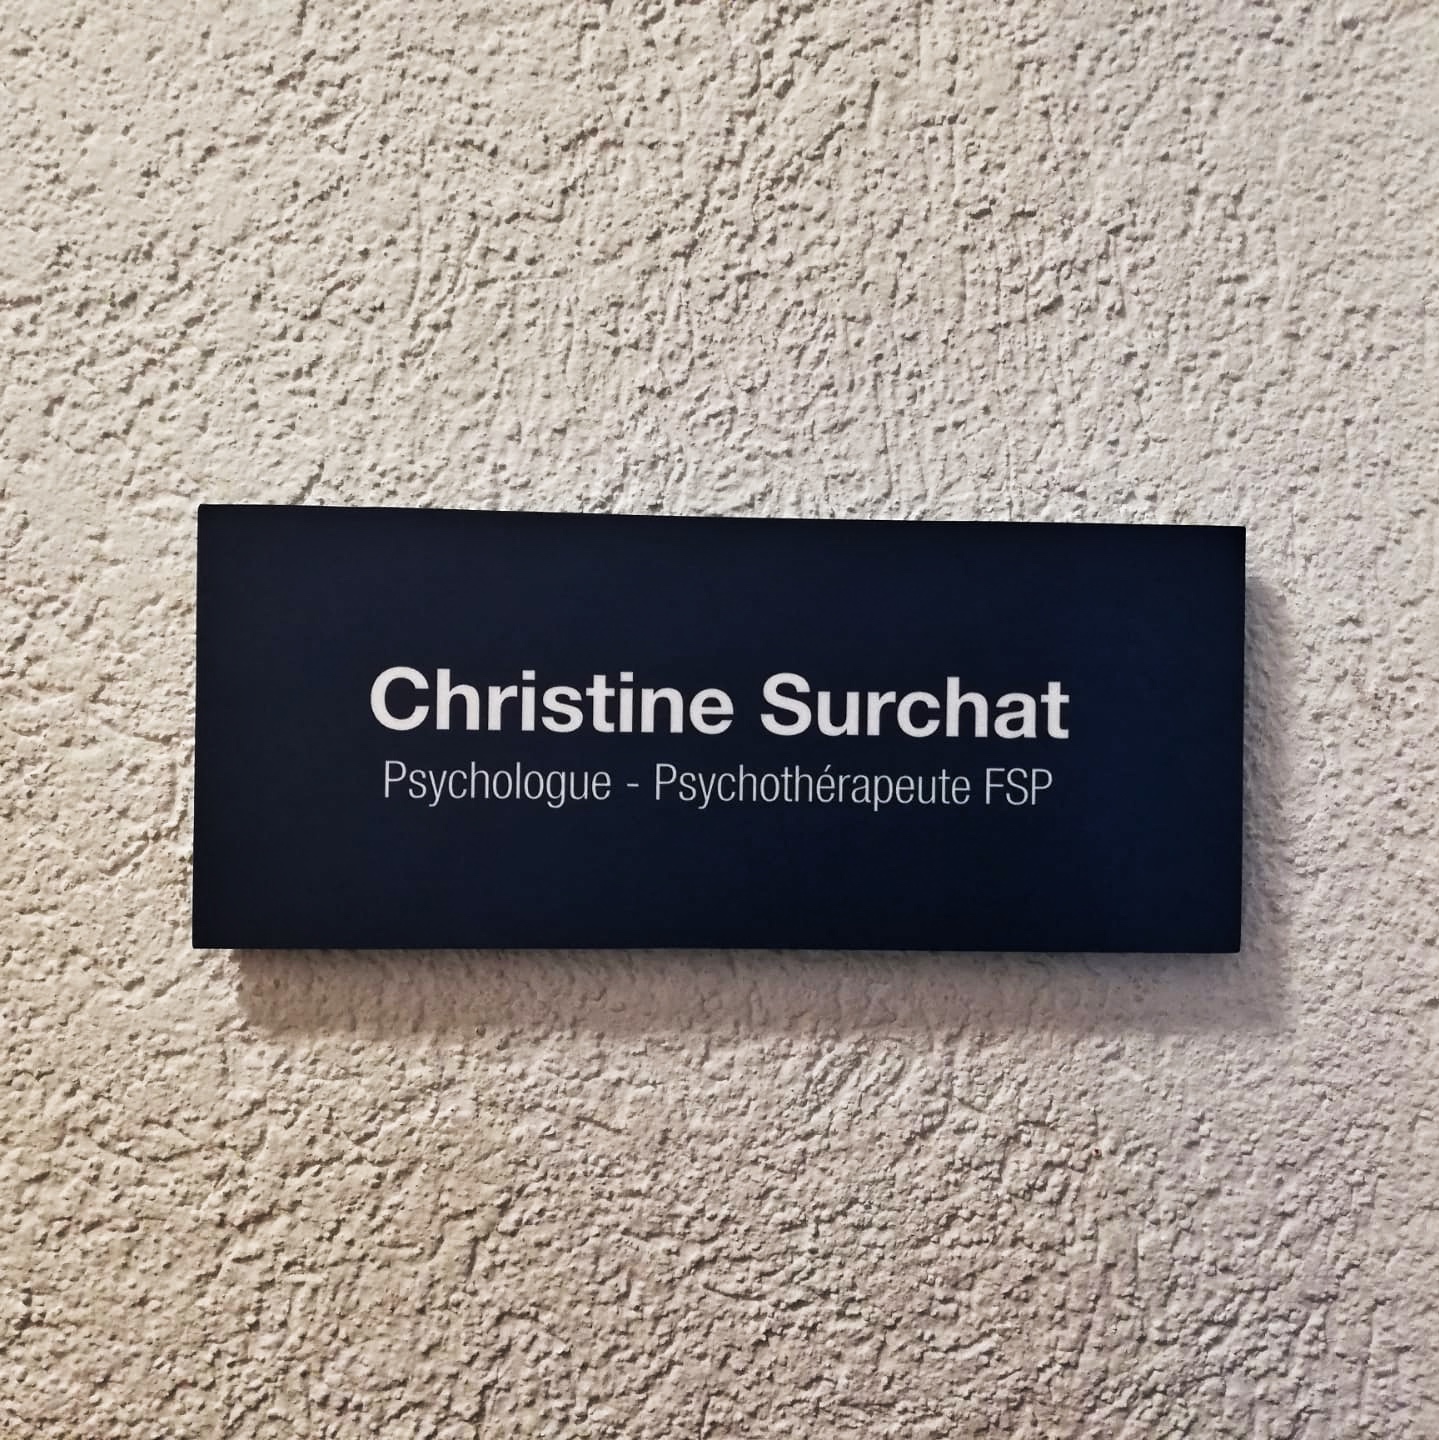 Christine Surchat
Psychologue - Psychothérapeute FSP